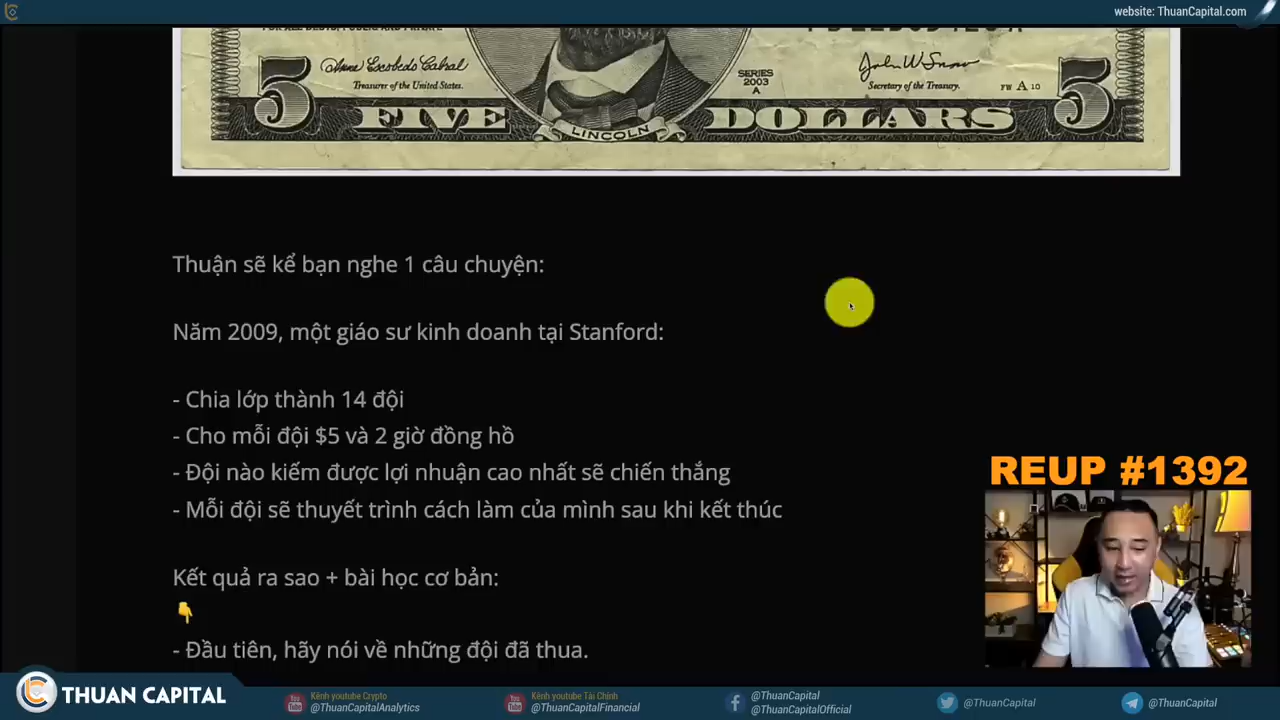 website: ThuanCapital.com
5
Treasurer of the United States.
SERIES
2003
A
Secretary of the Treasury.
FW A 10
5
FIVE
DOLLARS
LINCOLN
Thuận sẽ kể bạn nghe 1 câu chuyện:
Năm 2009, một giáo sư kinh doanh tại Stanford:
- Chia lớp thành 14 đội
- Cho mỗi đội $5 và 2 giờ đồng hồ
- Đội nào kiếm được lợi nhuận cao nhất sẽ chiến thắng
- Mỗi đội sẽ thuyết trình cách làm của mình sau khi kết thúc
REUP #1392
Kết quả ra sao + bài học cơ bản:
👇
- Đầu tiên, hãy nói về những đội đã thua.
THUAN CAPITAL
Kênh youtube Crypto
@ThuanCapitalAnalytics
Kênh youtube Tài Chính
@ThuanCapitalFinancial
@ThuanCapital
@ThuanCapitalOfficial
@ThuanCapital
@ThuanCapital